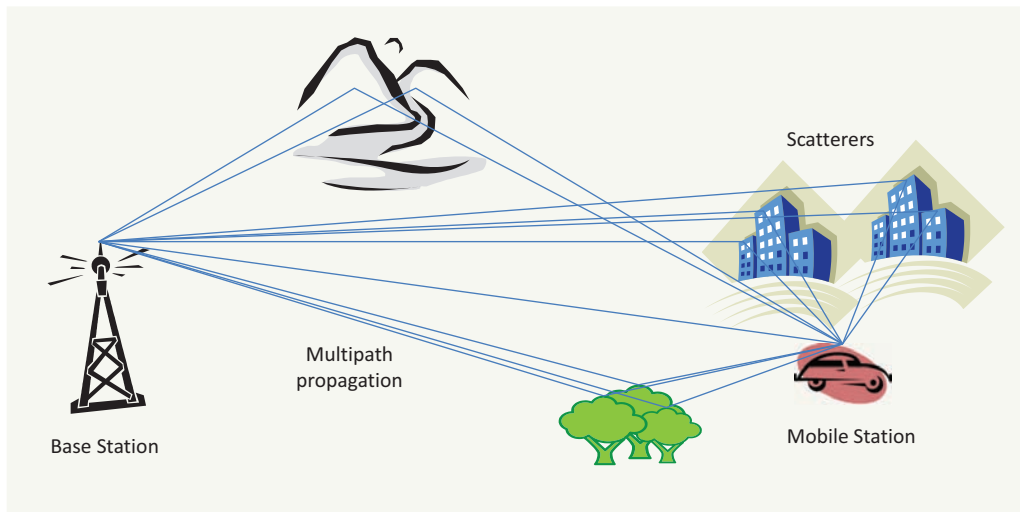 Scatterers
Multipath
propagation
Base Station
Mobile Station